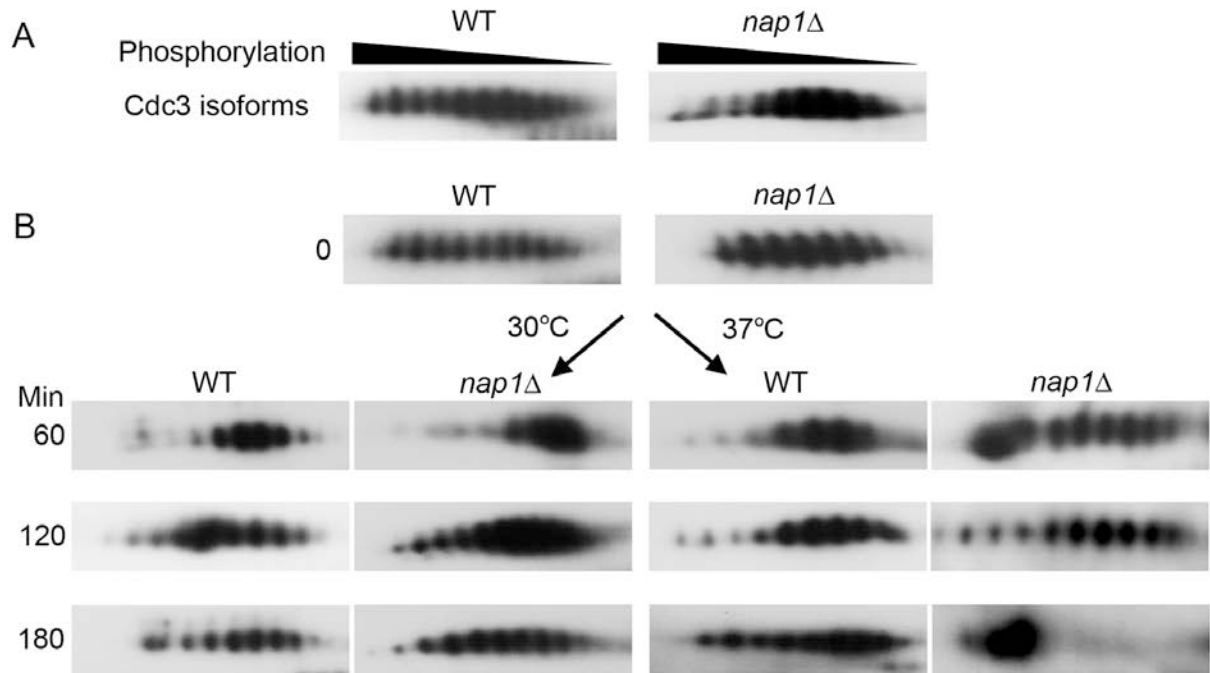 A
WT
nap1Δ
Phosphorylation
Cdc3 isoforms
B
WT
nap1Δ
0
30°C
37°C
WT
nap1Δ
WT
nap1Δ
Min
60
120
180